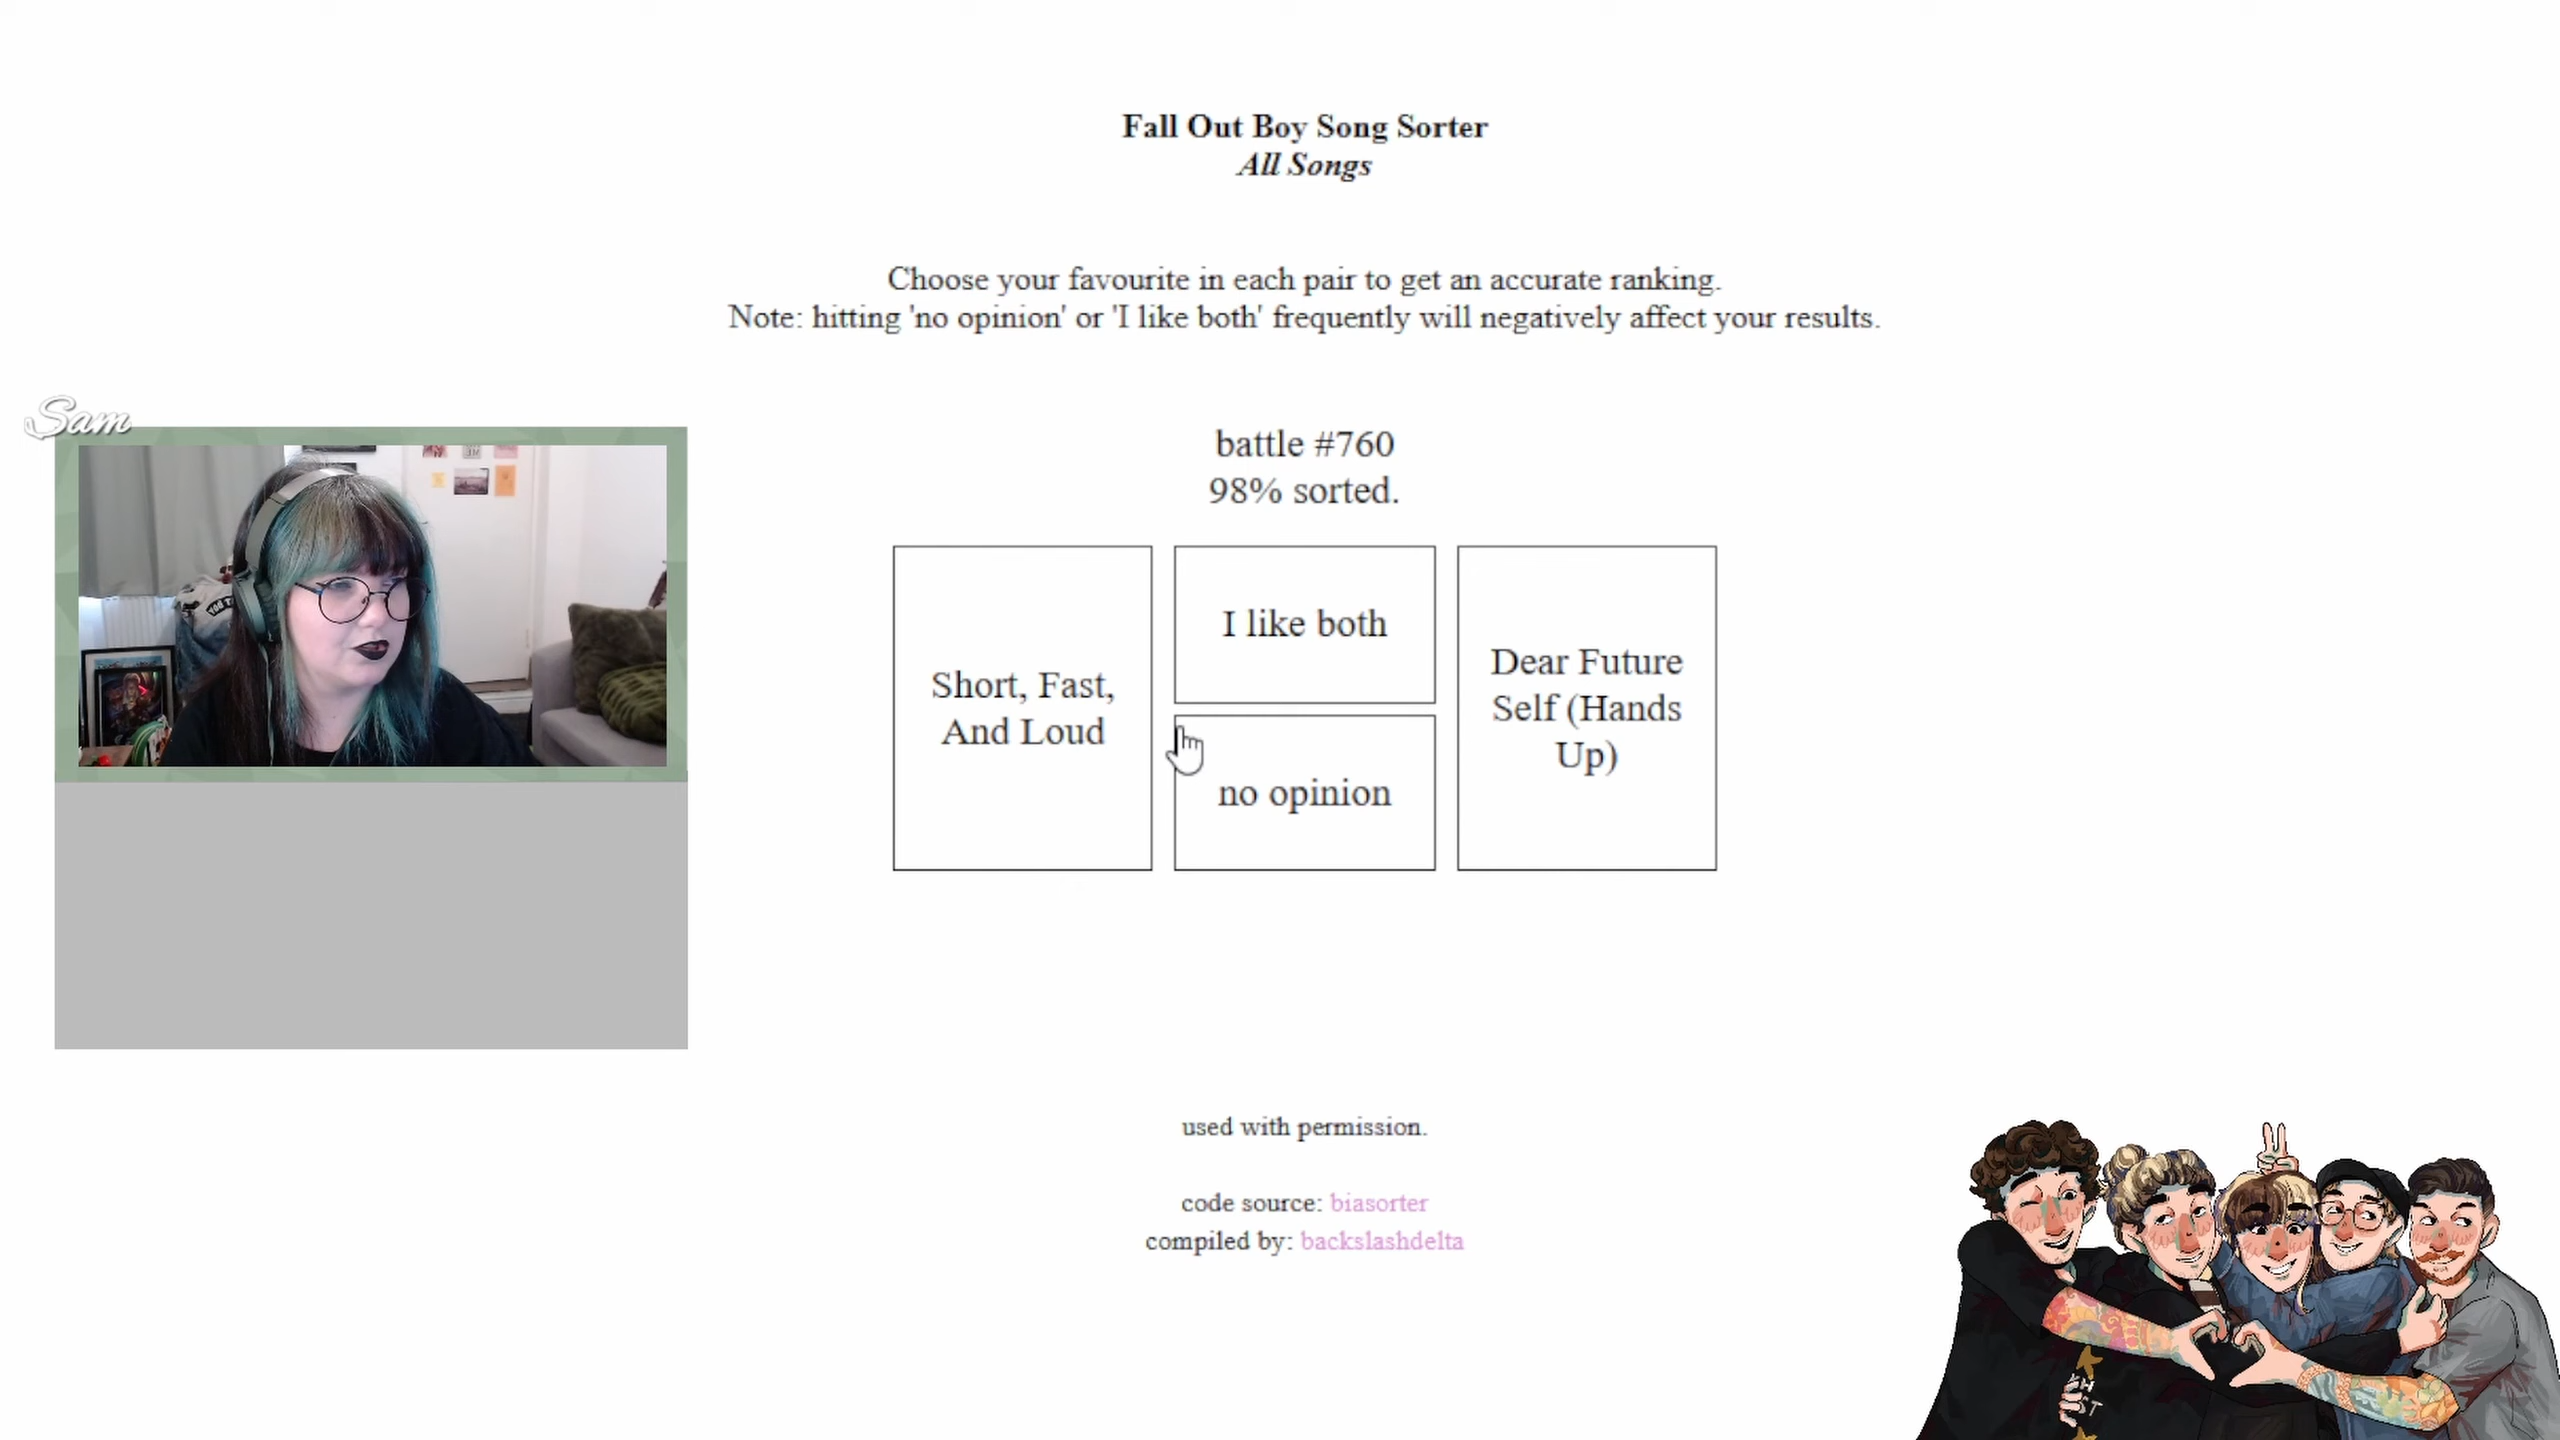 Fall Out Boy Song Sorter
All Songs
Choose your favourite in each pair to get an accurate ranking.
Note: hitting 'no opinion' or 'I like both' frequently will negatively affect your results.
Sam
battle #760
98% sorted.
Short, Fast,
And Loud
I like both
no opinion
Dear Future
Self (Hands
Up)
used with permission.
code source: biasorter
compiled by: backslashdelta